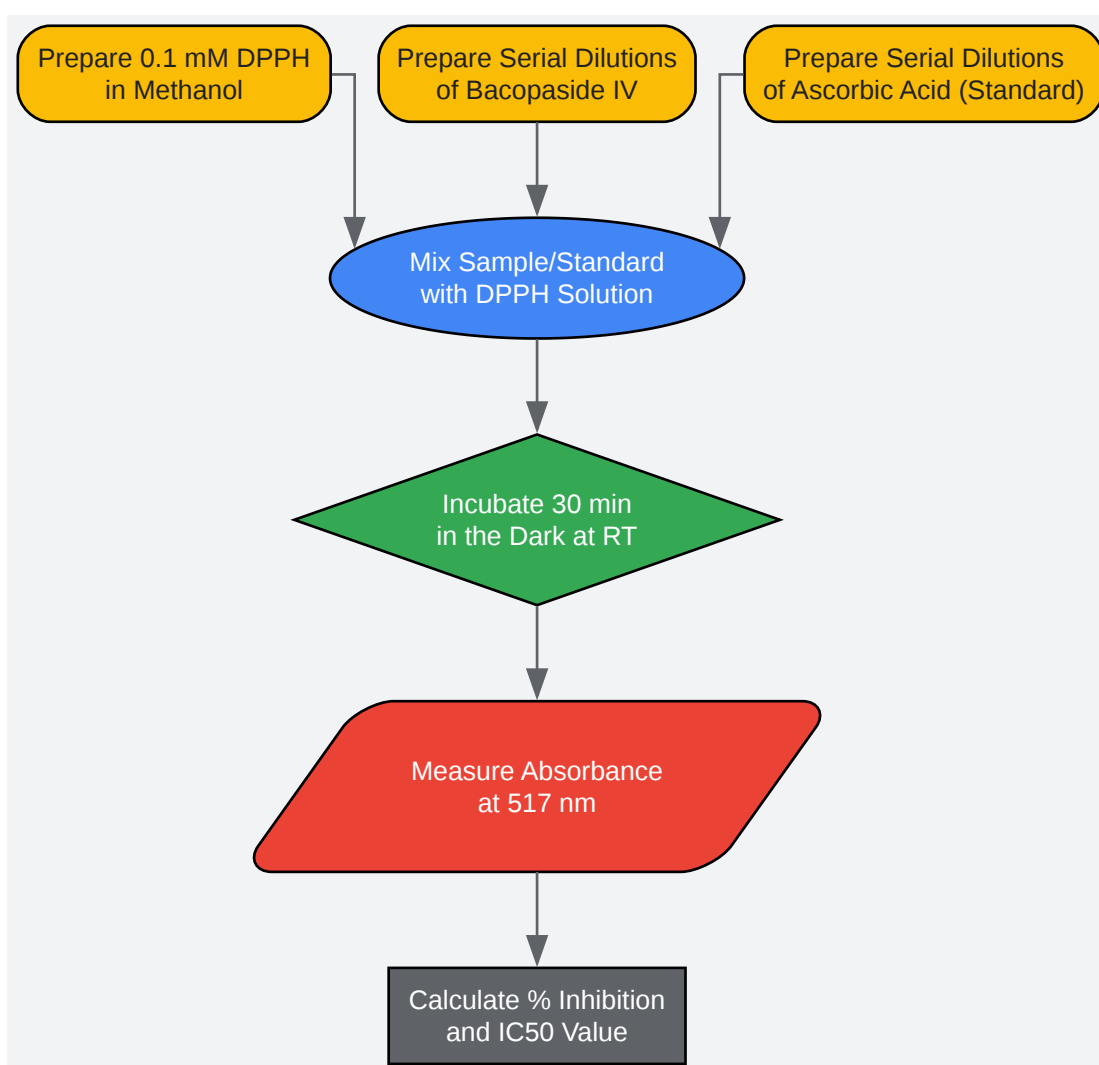 Prepare 0.1 mM DPPH
in Methanol
Prepare Serial Dilutions
of Bacopaside IV
Prepare Serial Dilutions
of Ascorbic Acid (Standard)
Mix Sample/Standard
with DPPH Solution
Incubate 30 min
in the Dark at RT
Measure Absorbance
at 517 nm
Calculate % Inhibition
and IC50 Value